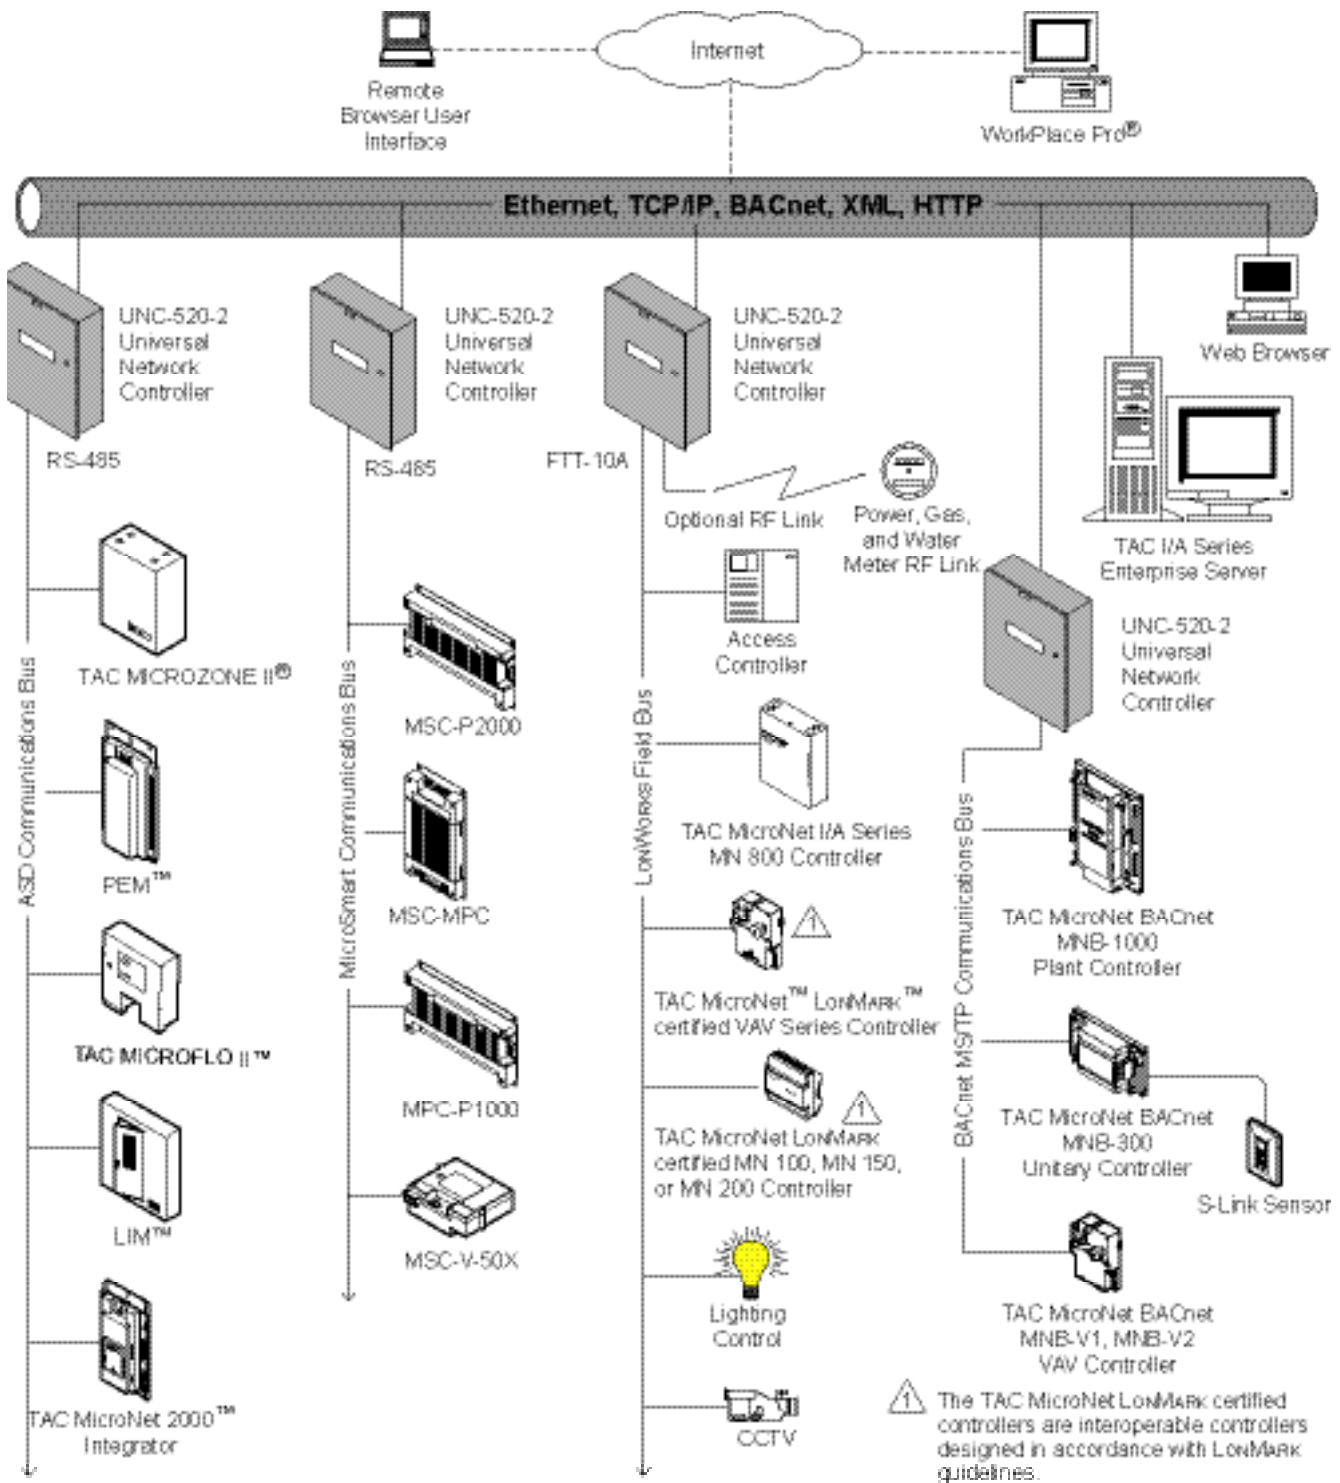 Internet
Remote
Browser User
Interface
WorkPlace Pro®
Ethernet, TCP/IP, BACnet, XML, HTTP
UNC-520-2
Universal
Network
Controller
RS-485
UNC-520-2
Universal
Network
Controller
RS-485
UNC-520-2
Universal
Network
Controller
FTT-10A
Web Browser
Optional RF Link
Power, Gas,
and Water
Meter RF Link
TAC I/A Series
Enterprise Server
UNC-520-2
Universal
Network
Controller
ASD Communications Bus
TAC MICROZONE II®
PEM™
TAC MICROFLO II™
LIM™
TAC MicroNet 2000™
Integrator
MicroSmart Communications Bus
MSC-P2000
MSC-MPC
MPC-P1000
MSC-V-50X
LONWORKS Field Bus
Access
Controller
TAC MicroNet I/A Series
MN 800 Controller
1
TAC MicroNet™ LONMARK™
certified VAV Series Controller
1
TAC MicroNet LONMARK
certified MN 100, MN 150,
or MN 200 Controller
Lighting
Control
CCTV
BACnet MS/TP Communications Bus
TAC MicroNet BACnet
MNB-1000
Plant Controller
TAC MicroNet BACnet
MNB-300
Unitary Controller
S-Link Sensor
TAC MicroNet BACnet
MNB-V1, MNB-V2
VAV Controller
1 The TAC MicroNet LONMARK certified
controllers are interoperable controllers
designed in accordance with LONMARK
guidelines.